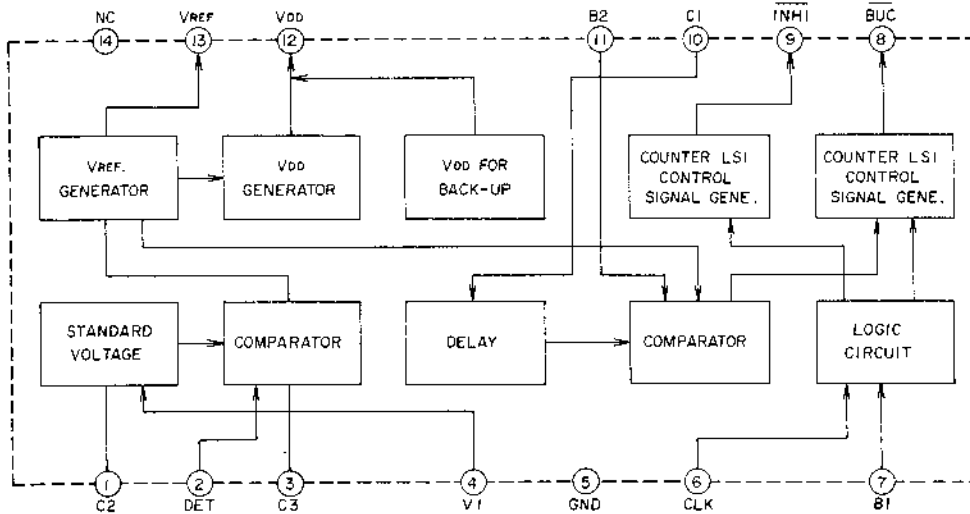 NC VREF VDD B2 C1 INHI BUC
14 13 12 11 10 9 8
VREF.
GENERATOR
VDD
GENERATOR
VDD FOR
BACK-UP
COUNTER LSI
CONTROL
SIGNAL GENE.
COUNTER LSI
CONTROL
SIGNAL GENE.
STANDARD
VOLTAGE
COMPARATOR
DELAY
COMPARATOR
LOGIC
CIRCUIT
1 2 3 4 5 6 7
C2 DET C3 V1 GND CLK B1